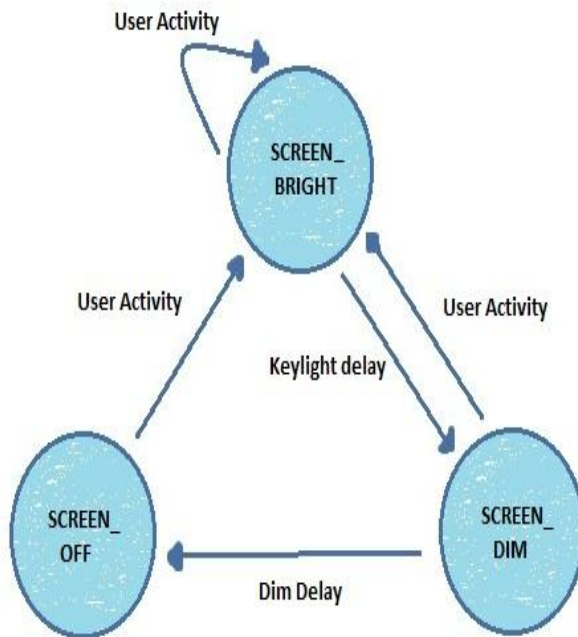 User Activity
SCREEN_
BRIGHT
User Activity
User Activity
Keylight delay
SCREEN_
OFF
SCREEN_
DIM
Dim Delay